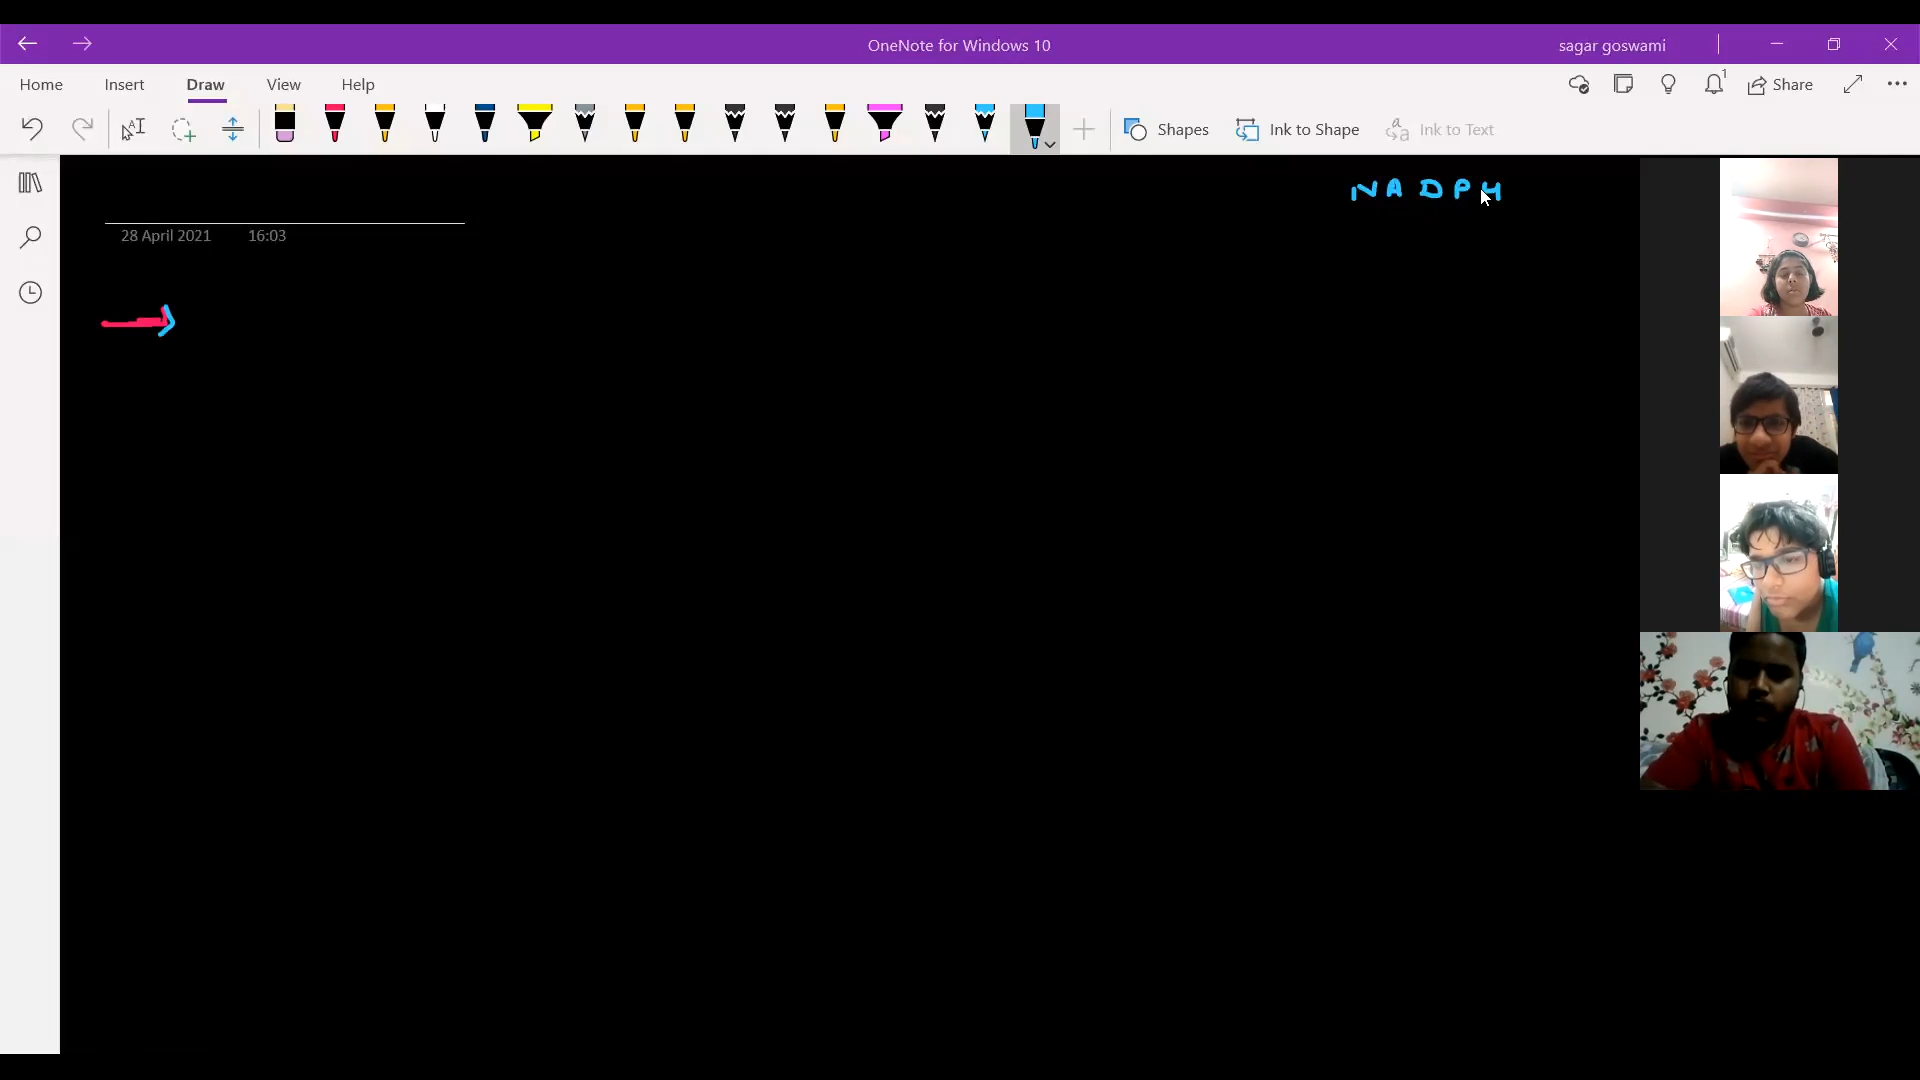 OneNote for Windows 10
sagar goswami
Home Insert Draw View Help
1
Share
Shapes
Ink to Shape
Ink to Text
NADPH
28 April 2021 16:03